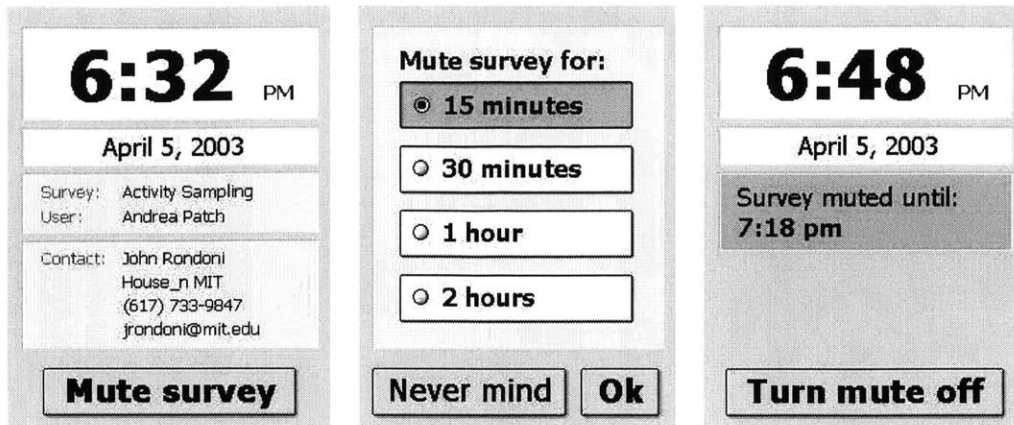 6:32 PM
April 5, 2003
Survey: Activity Sampling
User: Andrea Patch
Contact: John Rondoni
House_n MIT
(617) 733-9847
jrondoni@mit.edu
Mute survey
Mute survey for:
15 minutes
30 minutes
1 hour
2 hours
Never mind Ok
6:48 PM
April 5, 2003
Survey muted until:
7:18 pm
Turn mute off